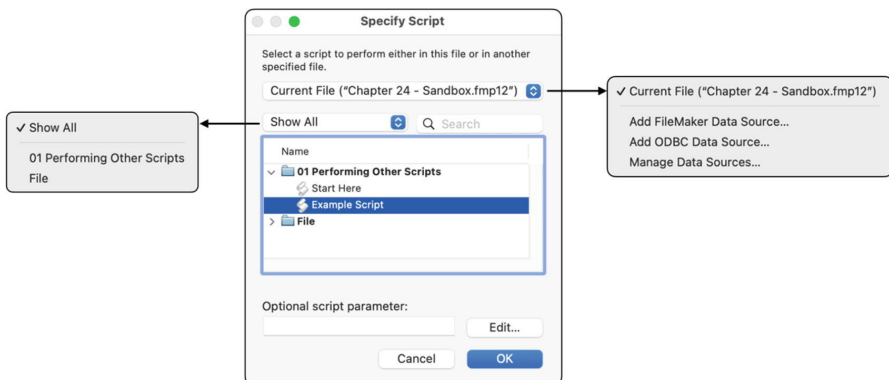 Specify Script
Select a script to perform either in this file or in another
specified file.
Current File (“Chapter 24 - Sandbox.fmp12”)
Show All
Search
Name
01 Performing Other Scripts
Start Here
Example Script
File
Optional script parameter:
Edit...
Cancel
OK
✓ Show All
01 Performing Other Scripts
File
✓ Current File (“Chapter 24 - Sandbox.fmp12”)
Add FileMaker Data Source...
Add ODBC Data Source...
Manage Data Sources...